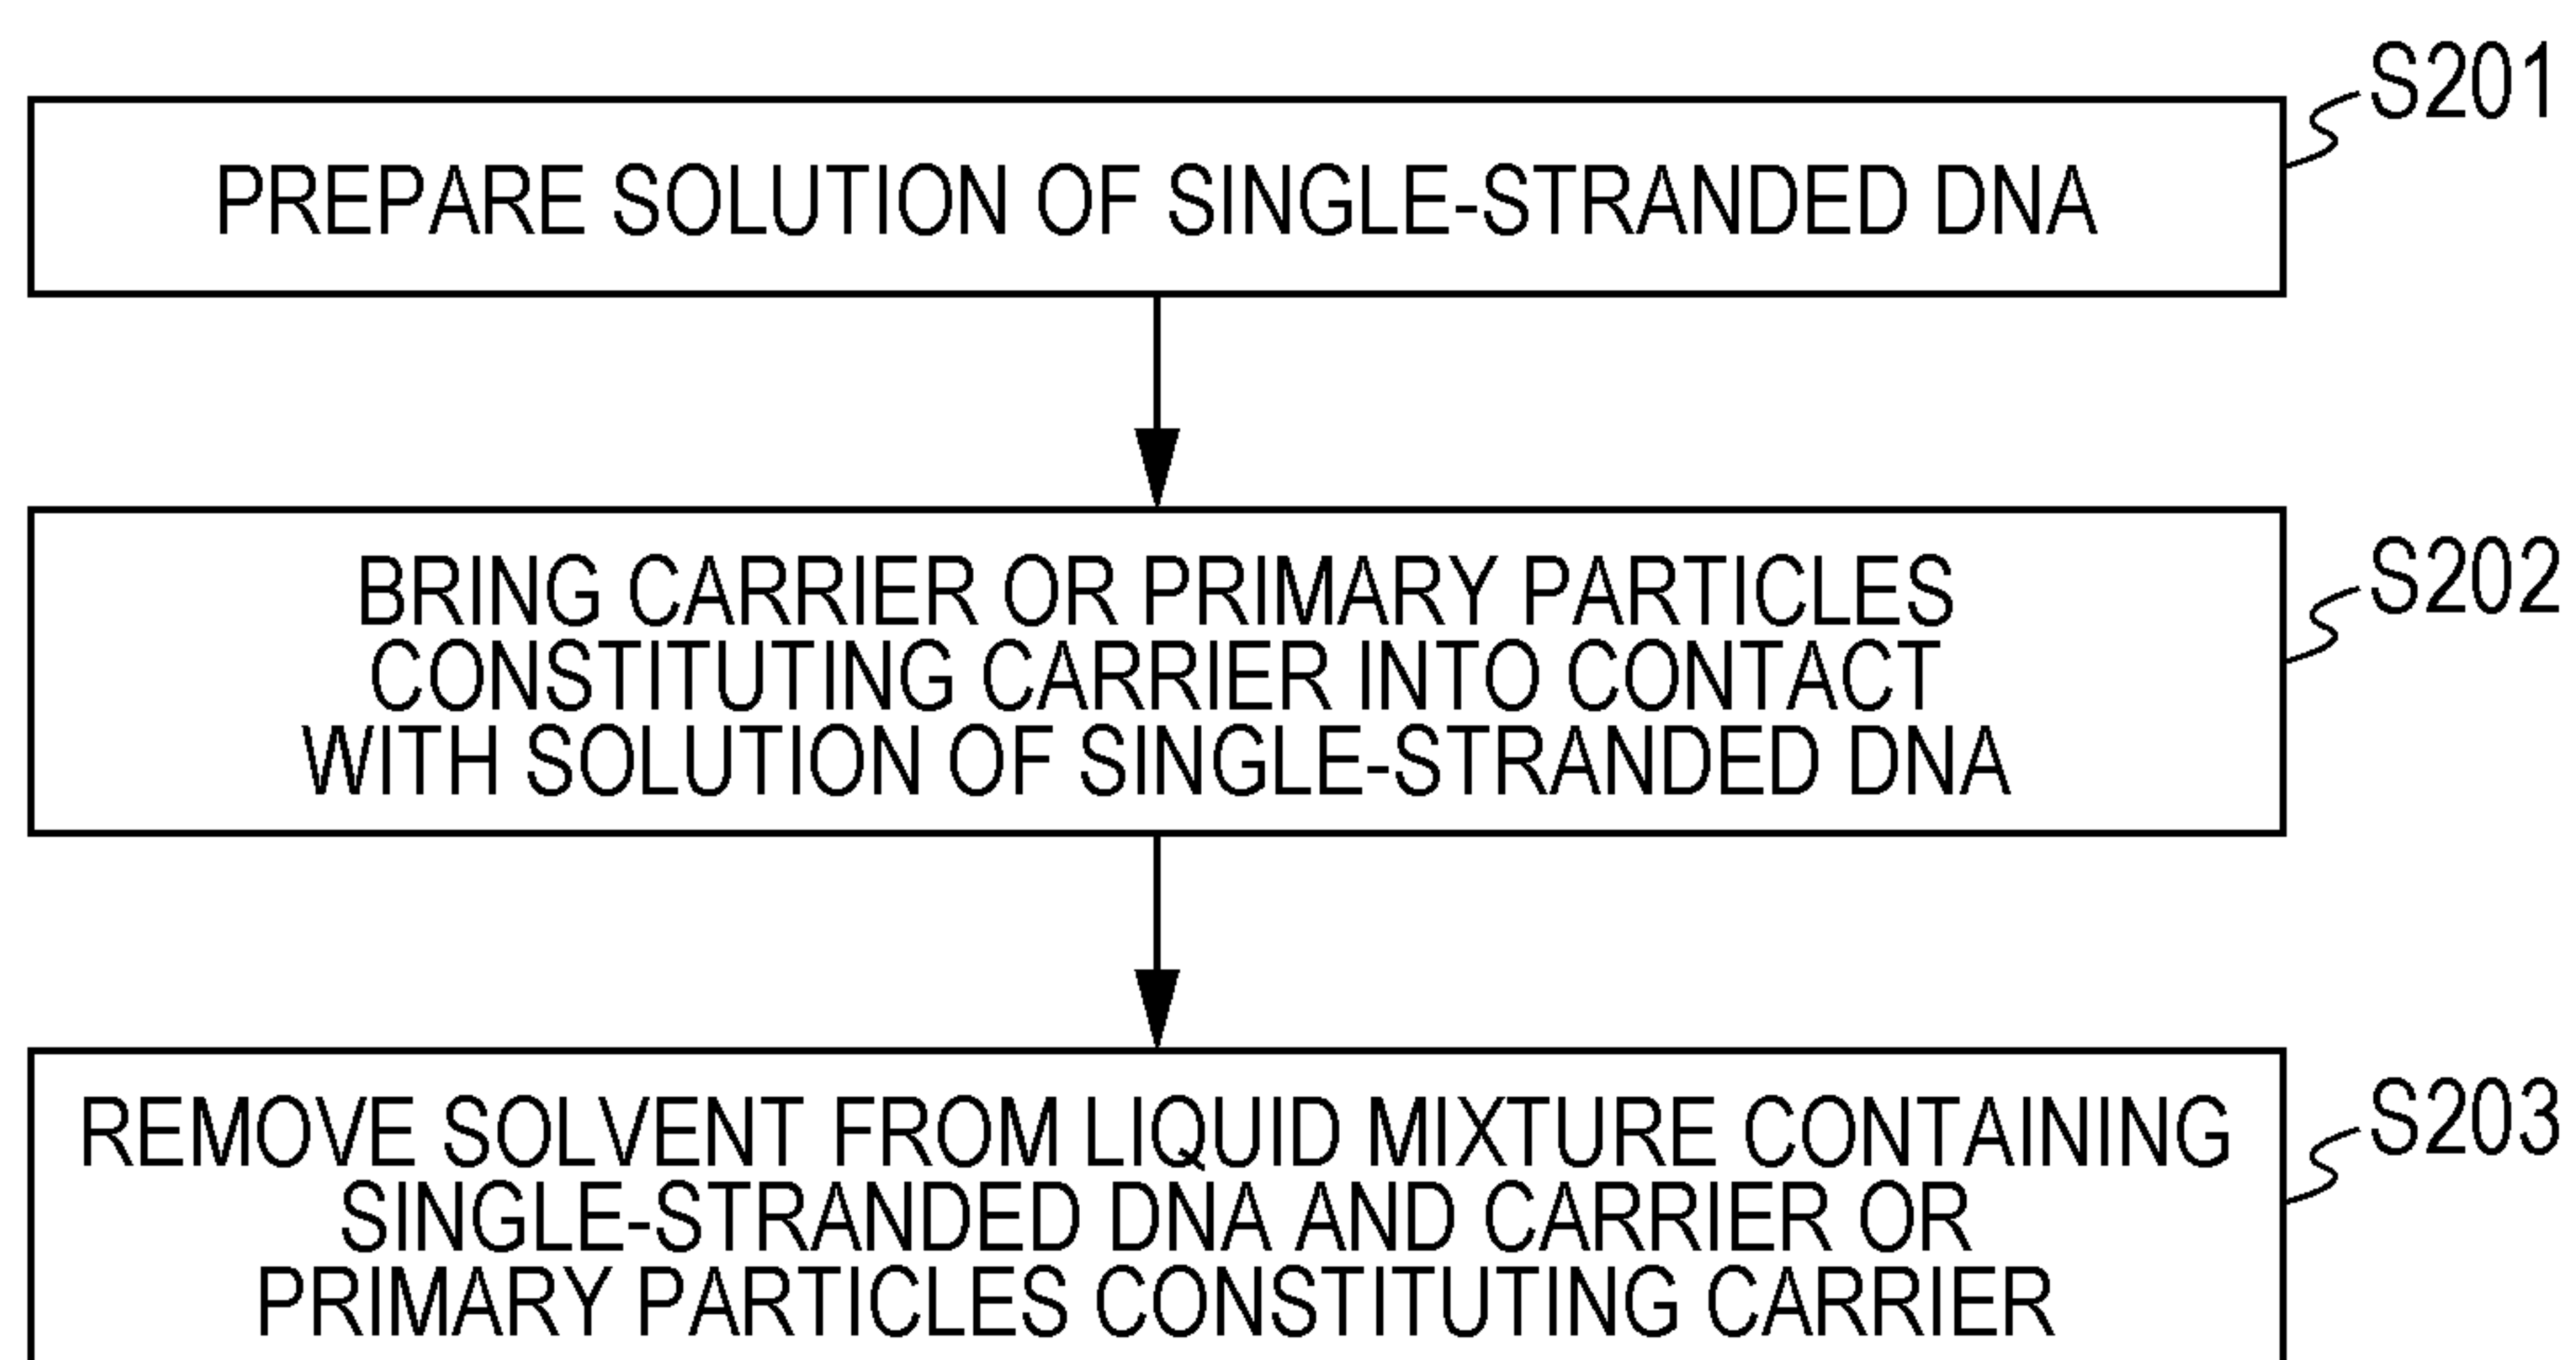 S201
PREPARE SOLUTION OF SINGLE-STRANDED DNA
S202
BRING CARRIER OR PRIMARY PARTICLES
CONSTITUTING CARRIER INTO CONTACT
WITH SOLUTION OF SINGLE-STRANDED DNA
S203
REMOVE SOLVENT FROM LIQUID MIXTURE CONTAINING
SINGLE-STRANDED DNA AND CARRIER OR
PRIMARY PARTICLES CONSTITUTING CARRIER